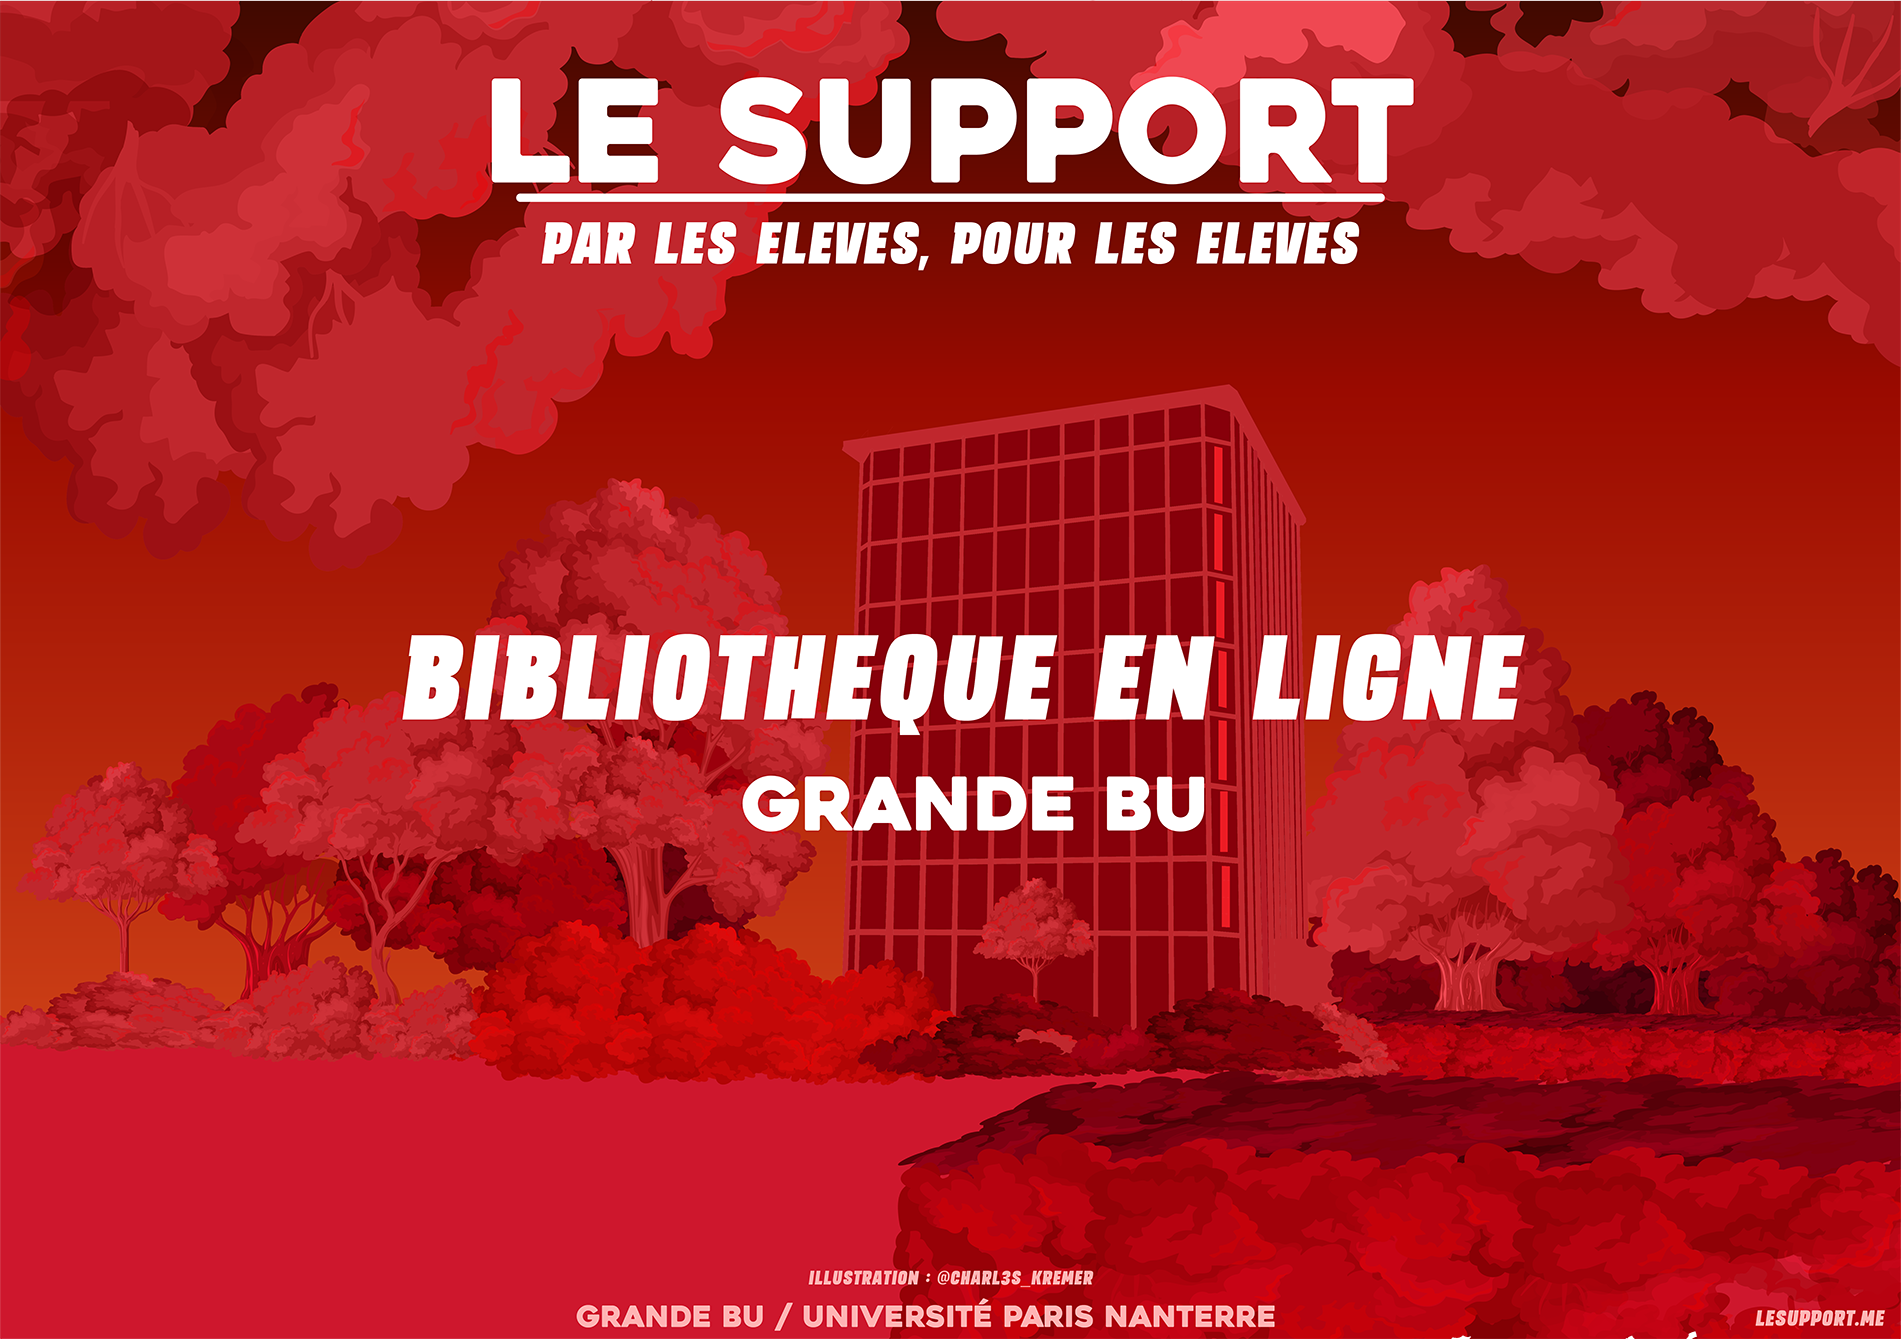 LE SUPPORT
PAR LES ELEVES, POUR LES ELEVES
BIBLIOTHEQUE EN LIGNE
GRANDE BU
ILLUSTRATION : @CHARL3S_KREMER
GRANDE BU / UNIVERSITÉ PARIS NANTERRE
LESUPPORT.ME